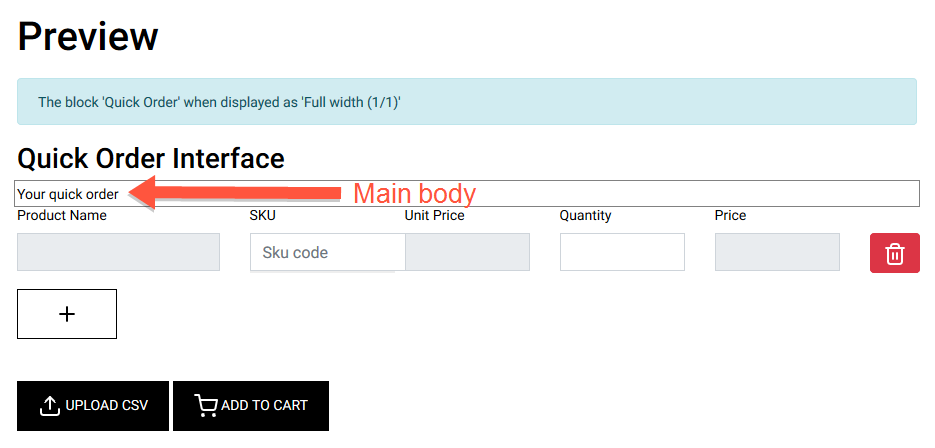 Preview
The block 'Quick Order' when displayed as 'Full width (1/1)'
Quick Order Interface
Your quick order Main body
Product Name SKU Unit Price Quantity Price
Sku code
+
UPLOAD CSV ADD TO CART